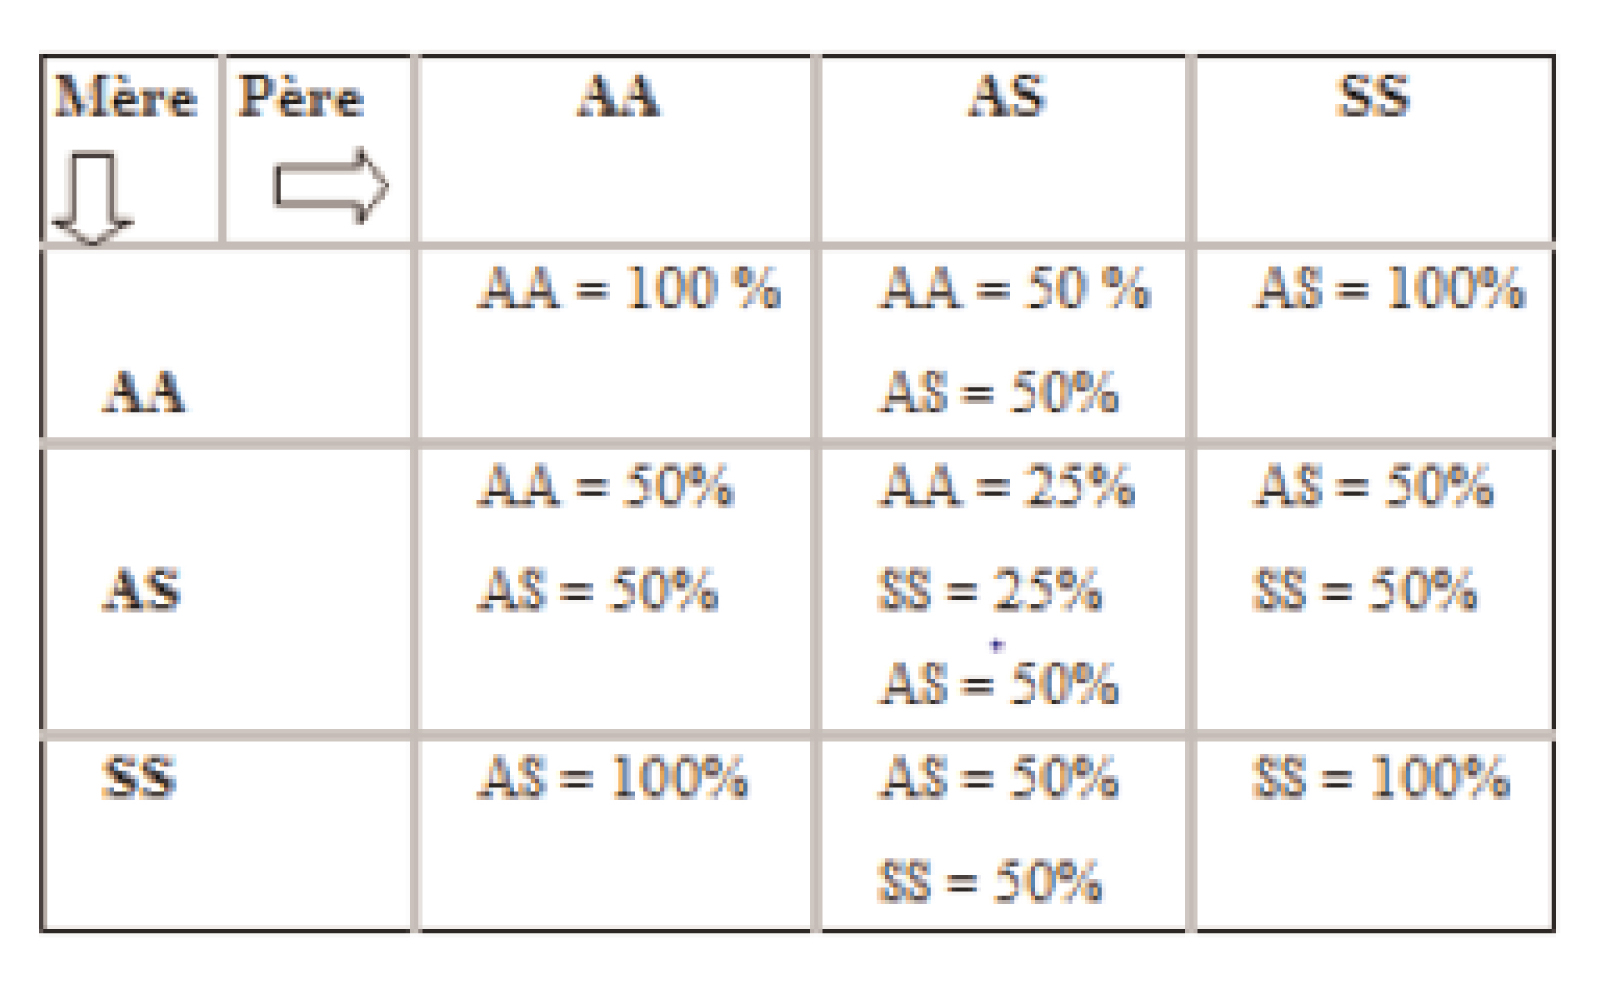 Mère Père AA AS SS
AA = 100 % AA = 50 % AS = 100%
AA AS = 50%
AA = 50% AA = 25% AS = 50%
AS AS = 50% SS = 25% SS = 50%
AS = 50%
SS AS = 100% AS = 50% SS = 100%
SS = 50%